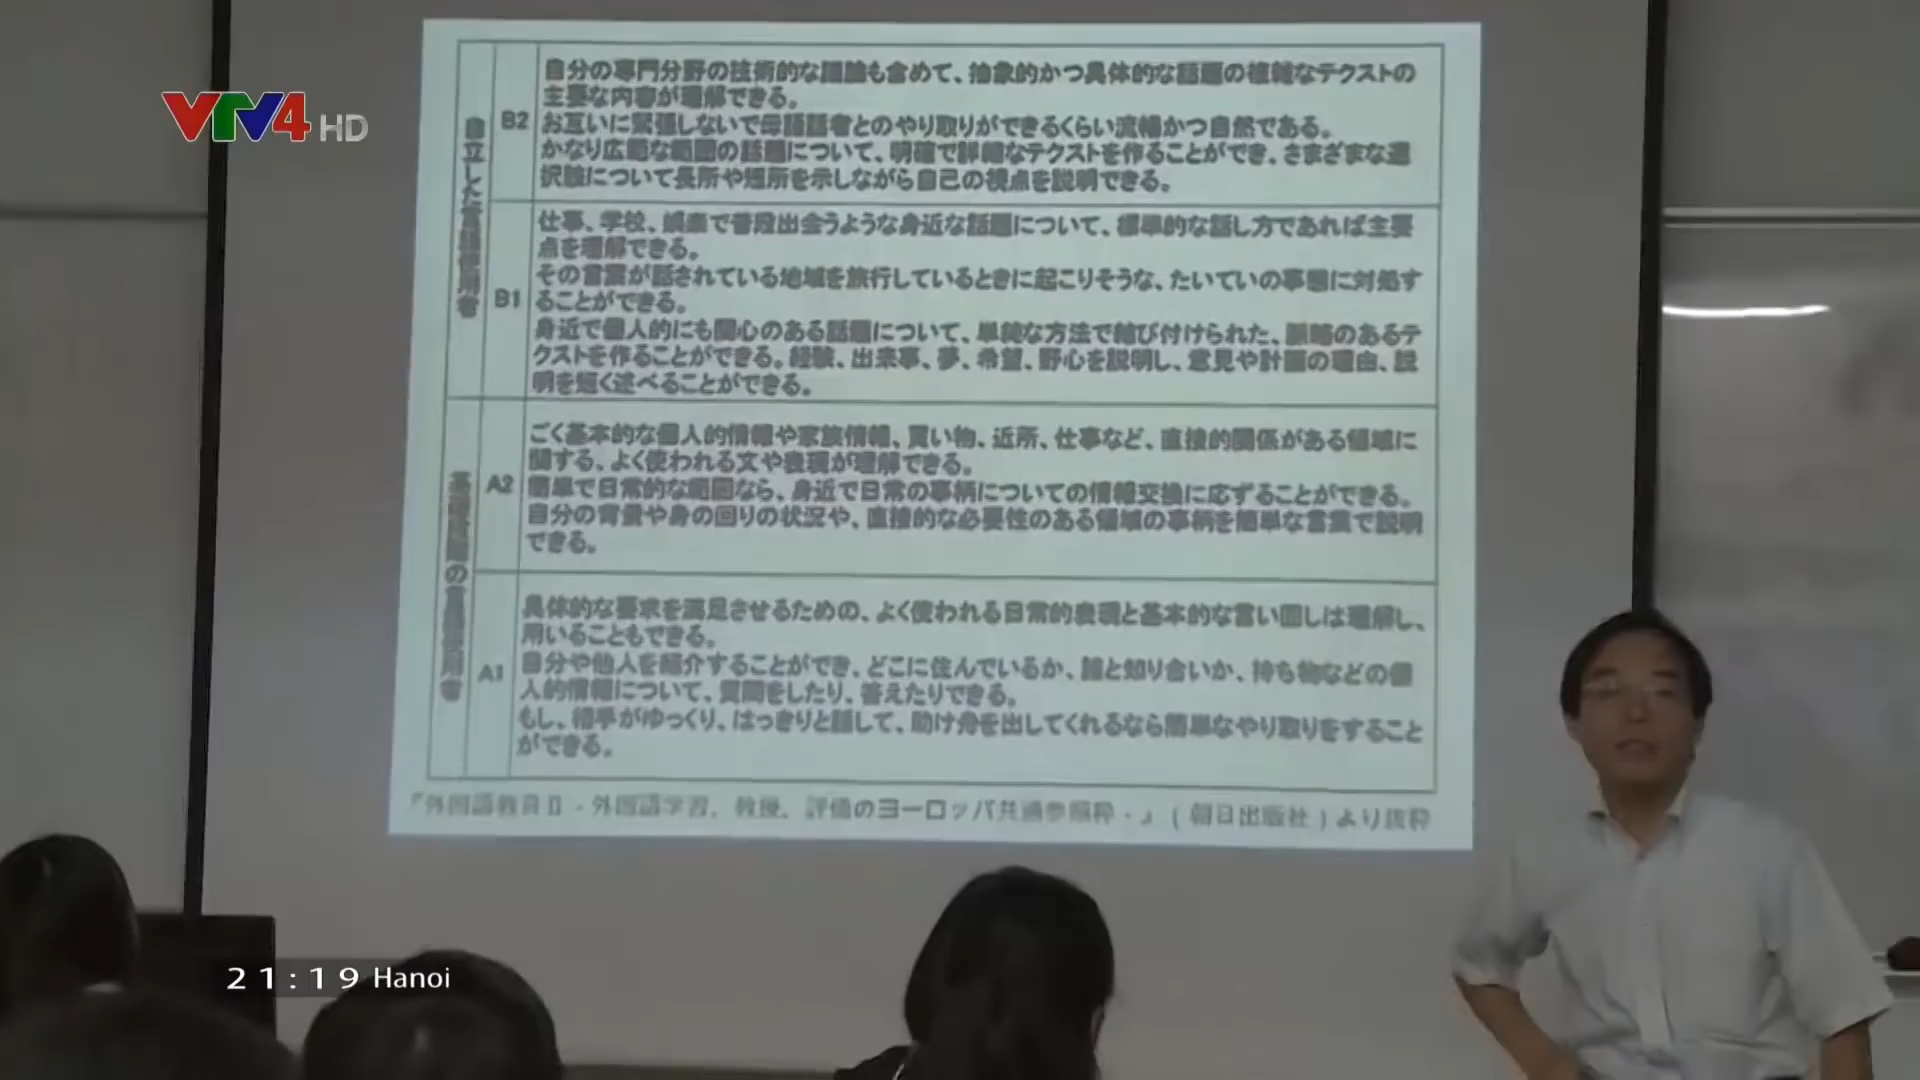 VTV4 HD
自立した言語使用者
B2
自分の専門分野の技術的な議論も含めて、抽象的かつ具体的な話題の複雑なテクストの
主要な内容が理解できる。
お互いに緊張しないで母語話者とのやり取りができるくらい流暢かつ自然である。
かなり広範な範囲の話題について、明確で詳細なテクストを作ることができ、さまざまな選
択肢について長所や短所を示しながら自己の視点を説明できる。
B1
仕事、学校、娯楽で普段出会うような身近な話題について、標準的な話し方であれば主要
点を理解できる。
その言葉が話されている地域を旅行しているときに起こりそうな、たいていの事態に対処す
ることができる。
身近で個人的にも関心のある話題について、単純な方法で結び付けられた、脈略のあるテ
クストを作ることができる。経験、出来事、夢、希望、野心を説明し、意見や計画の理由、説
明を短く述べることができる。
基礎段階の言語使用者
A2
ごく基本的な個人的情報や家族情報、買い物、近所、仕事など、直接的関係がある領域に
関する、よく使われる文や表現が理解できる。
簡単で日常的な範囲なら、身近で日常の事柄についての情報交換に応ずることができる。
自分の背景や身の回りの状況や、直接的な必要性のある領域の事柄を簡単な言葉で説明
できる。
A1
具体的な要求を満足させるための、よく使われる日常的表現と基本的な言い回しは理解し、
用いることもできる。
自分や他人を紹介することができ、どこに住んでいるか、誰と知り合いか、持ち物などの個
人的情報について、質問をしたり、答えたりできる。
もし、相手がゆっくり、はっきりと話して、助け舟を出してくれるなら簡単なやり取りをすること
ができる。
『外国語教育Ⅱ - 外国語学習、教授、評価のヨーロッパ共通参照枠 - 』（朝日出版社）より抜粋
21:19 Hanoi